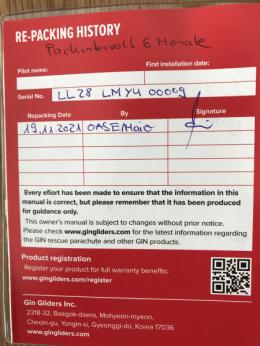 RE-PACKING HISTORY
Packintervall 6 Monate
Pilot name:
First installation date:
Serial No. LL28 LMY4 00009
Repacking Date By Signature
19.11.2021 OASEMaio
Every effort has been made to ensure that the information in this
manual is correct, but please remember that it has been produced
for guidance only.
This owner's manual is subject to changes without prior notice.
Please check www.gingliders.com for the latest information regarding
the GIN rescue parachute and other GIN products.
Product registration
Register your product for full warranty benefits:
www.gingliders.com/register
Gin Gliders Inc.
2318-32, Baegok-daero, Mohyeon-myeon,
Cheoin-gu, Yongin-si, Gyeonggi-do, Korea 17036
www.gingliders.com